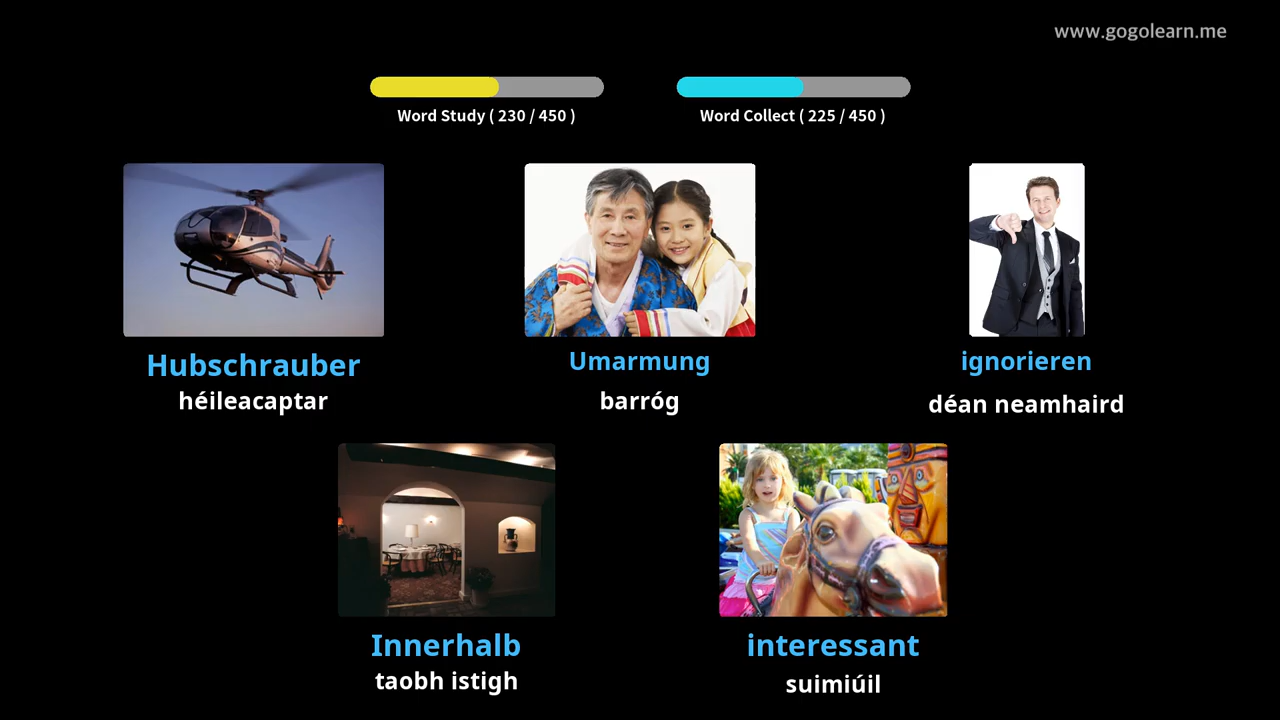 www.gogolearn.me
Word Study ( 230 / 450 )
Word Collect ( 225 / 450 )
Hubschrauber
héileacaptar
Umarmung
barróg
ignorieren
déan neamhaird
Innerhalb
taobh istigh
interessant
suimiúil